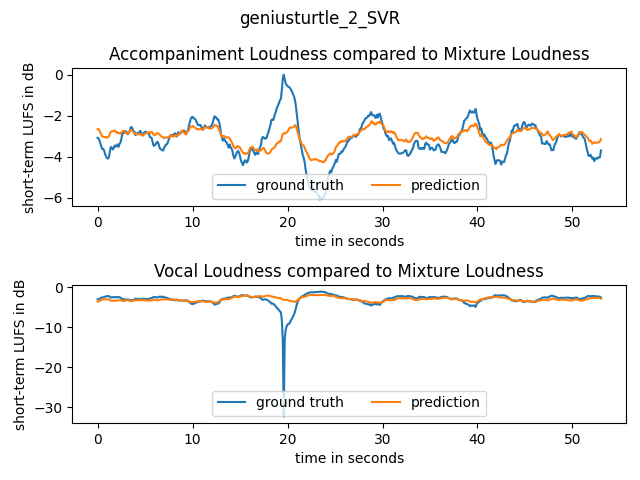 geniusturtle_2_SVR
Accompaniment Loudness compared to Mixture Loudness
short-term LUFS in dB
0
−2
−4
−6
ground truth
prediction
0
10
20
30
40
50
time in seconds
Vocal Loudness compared to Mixture Loudness
short-term LUFS in dB
0
−10
−20
−30
ground truth
prediction
0
10
20
30
40
50
time in seconds